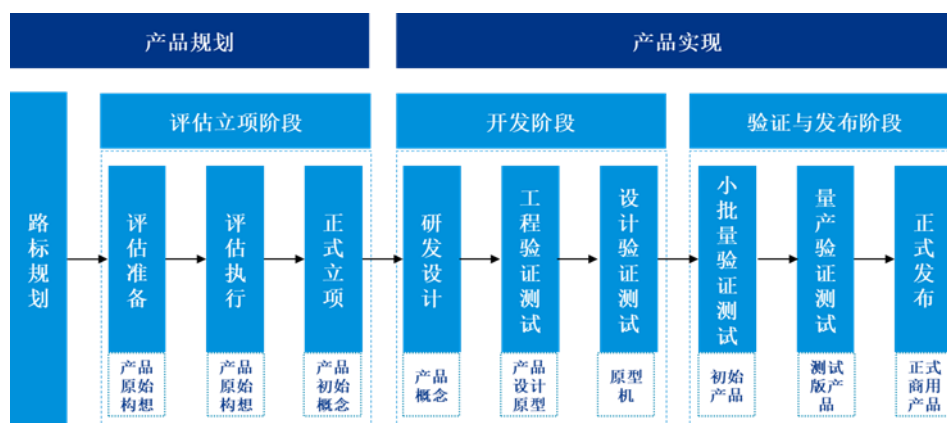 产品规划
产品实现
评估立项阶段
开发阶段
验证与发布阶段
路标规划
评估准备
评估执行
正式立项
研发设计
工程验证测试
设计验证测试
小批量验证测试
量产验证测试
正式发布
产品
原始
构想
产品
原始
构想
产品
初始
概念
产品
概念
产品
设计
原型
原型
机
初始
产品
测试
版产
品
正式
商用
产品